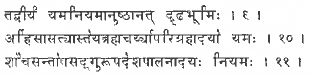 तद्वीर्यं यमनियमानुष्ठानत् दृढभूमिः । ९ ।
अहिंसासत्यास्तेयब्रह्मचर्य्यापरिग्रहादयो यमः । १० ।
शौचसन्तोषसद्गुरूपदेशपालनादयः नियमः । ११ ।